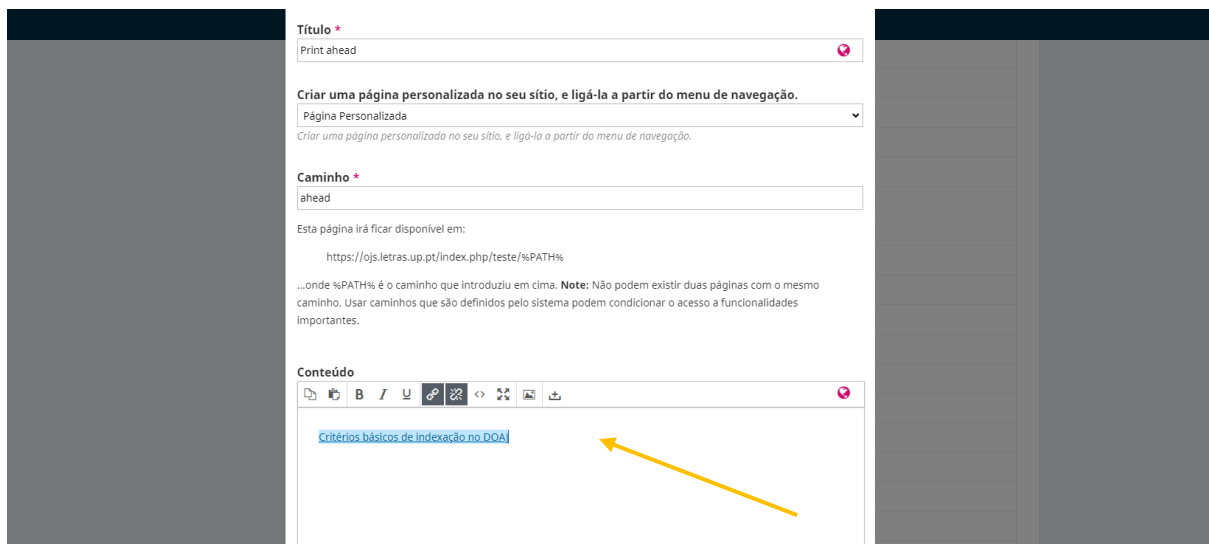 Título *
Print ahead
Criar uma página personalizada no seu sítio, e ligá-la a partir do menu de navegação.
Página Personalizada
Criar uma página personalizada no seu sítio, e ligá-la a partir do menu de navegação.
Caminho *
ahead
Esta página irá ficar disponível em:
https://ojs.letras.up.pt/index.php/teste/%PATH%
...onde %PATH% é o caminho que introduziu em cima. Note: Não podem existir duas páginas com o mesmo
caminho. Usar caminhos que são definidos pelo sistema podem condicionar o acesso a funcionalidades
importantes.
Conteúdo
B I U
Critérios básicos de indexação no DOAJ